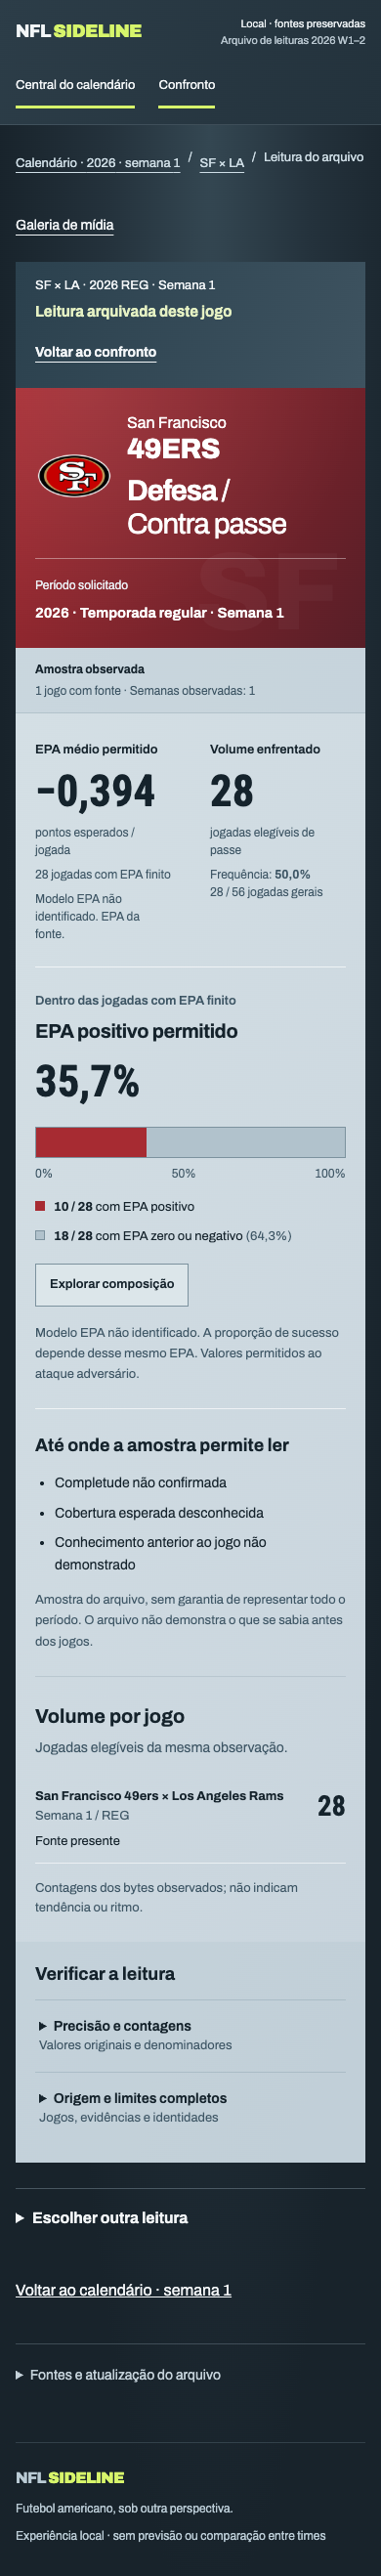 NFL SIDELINE
Local · fontes preservadas
Arquivo de leituras 2026 W1–2
Central do calendário
Confronto
Calendário · 2026 · semana 1 / SF × LA / Leitura do arquivo
Galeria de mídia
SF × LA · 2026 REG · Semana 1
Leitura arquivada deste jogo
Voltar ao confronto
SF
San Francisco
49ERS
Defesa /
Contra passe
SF
Período solicitado
2026 · Temporada regular · Semana 1
Amostra observada
1 jogo com fonte · Semanas observadas: 1
EPA médio permitido
−0,394
pontos esperados /
jogada
28 jogadas com EPA finito
Modelo EPA não
identificado. EPA da
fonte.
Volume enfrentado
28
jogadas elegíveis de
passe
Frequência: 50,0%
28 / 56 jogadas gerais
Dentro das jogadas com EPA finito
EPA positivo permitido
35,7%
0% 50% 100%
10 / 28 com EPA positivo
18 / 28 com EPA zero ou negativo (64,3%)
Explorar composição
Modelo EPA não identificado. A proporção de sucesso
depende desse mesmo EPA. Valores permitidos ao
ataque adversário.
Até onde a amostra permite ler
• Completude não confirmada
• Cobertura esperada desconhecida
• Conhecimento anterior ao jogo não
demonstrado
Amostra do arquivo, sem garantia de representar todo o
período. O arquivo não demonstra o que se sabia antes
dos jogos.
Volume por jogo
Jogadas elegíveis da mesma observação.
San Francisco 49ers × Los Angeles Rams
Semana 1 / REG
Fonte presente
28
Contagens dos bytes observados; não indicam
tendência ou ritmo.
Verificar a leitura
▶ Precisão e contagens
Valores originais e denominadores
▶ Origem e limites completos
Jogos, evidências e identidades
▶ Escolher outra leitura
Voltar ao calendário · semana 1
▶ Fontes e atualização do arquivo
NFL SIDELINE
Futebol americano, sob outra perspectiva.
Experiência local · sem previsão ou comparação entre times